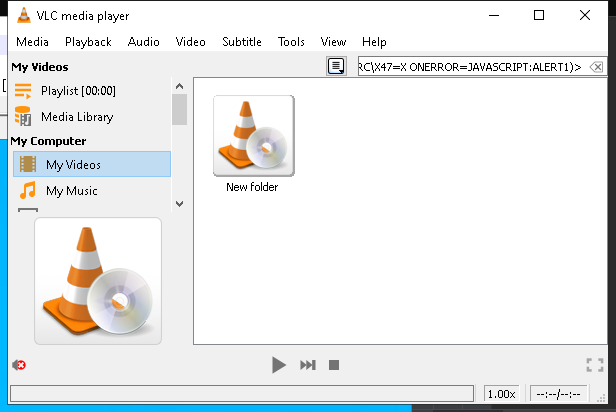 VLC media player
Media Playback Audio Video Subtitle Tools View Help
My Videos
RC\X47=X ONERROR=JAVASCRIPT:ALERT1)>
Playlist [00:00]
Media Library
My Computer
My Videos
My Music
New folder
1.00x
--:--/--:--